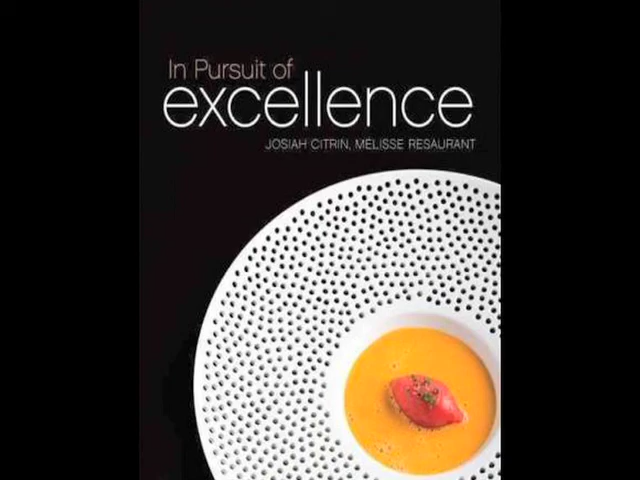 In Pursuit of
excellence
JOSIAH CITRIN, MÉLISSE RESAURANT